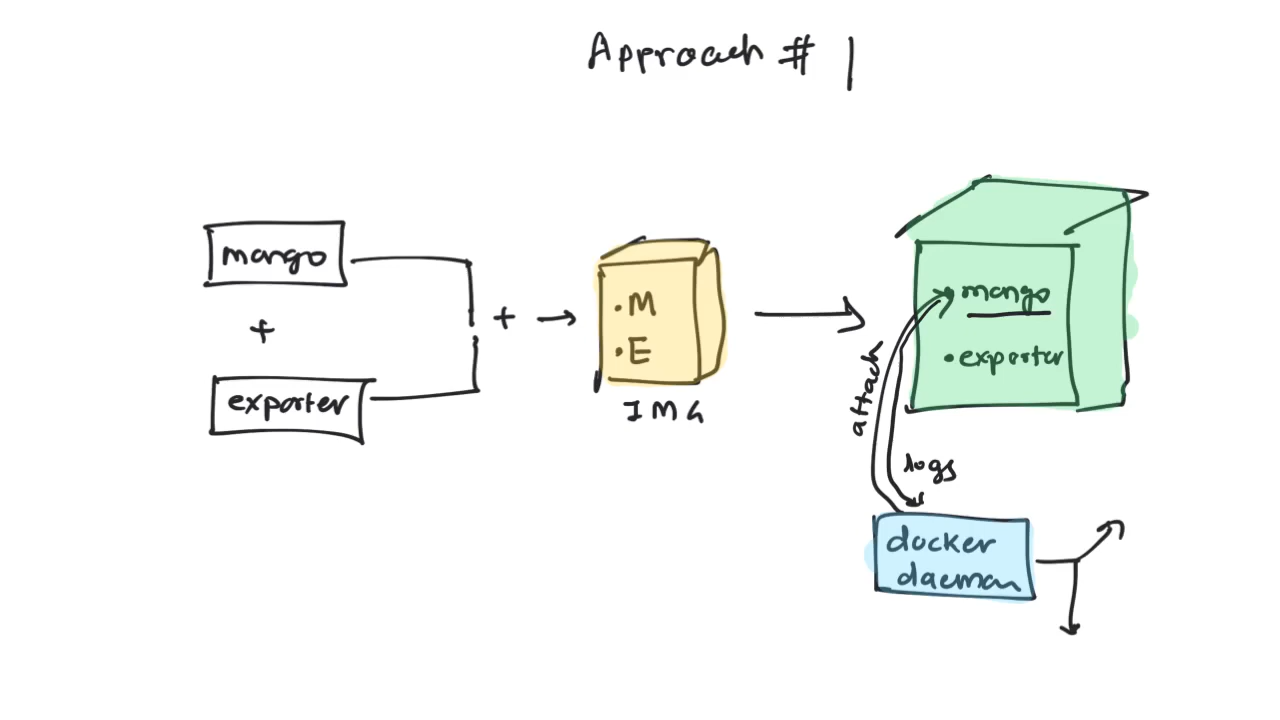 Approach # 1
mongo
+
exporter
+
• M
• E
IMG
• mongo
• exporter
attach
logs
docker
daemon